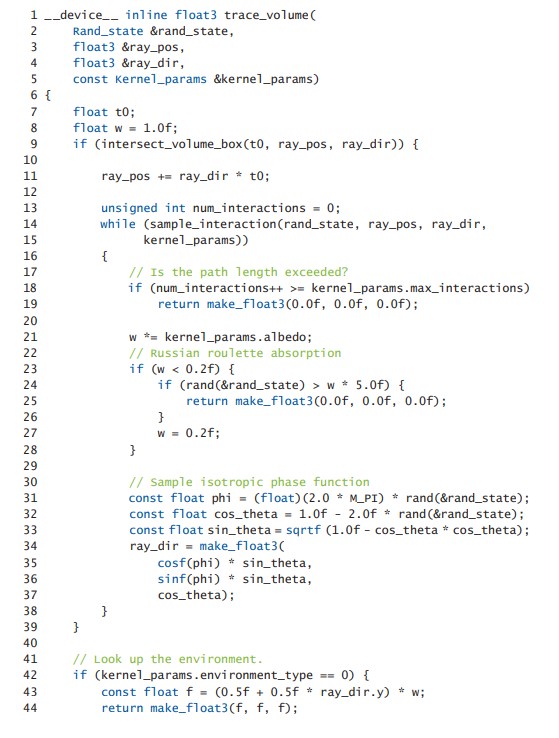 1 __device__ inline float3 trace_volume(
2 Rand_state &rand_state,
3 float3 &ray_pos,
4 float3 &ray_dir,
5 const Kernel_params &kernel_params)
6 {
7 float t0;
8 float w = 1.0f;
9 if (intersect_volume_box(t0, ray_pos, ray_dir)) {
10
11 ray_pos += ray_dir * t0;
12
13 unsigned int num_interactions = 0;
14 while (sample_interaction(rand_state, ray_pos, ray_dir,
15 kernel_params))
16 {
17 // Is the path length exceeded?
18 if (num_interactions++ >= kernel_params.max_interactions)
19 return make_float3(0.0f, 0.0f, 0.0f);
20
21 w *= kernel_params.albedo;
22 // Russian roulette absorption
23 if (w < 0.2f) {
24 if (rand(&rand_state) > w * 5.0f) {
25 return make_float3(0.0f, 0.0f, 0.0f);
26 }
27 w = 0.2f;
28 }
29
30 // Sample isotropic phase function
31 const float phi = (float)(2.0 * M_PI) * rand(&rand_state);
32 const float cos_theta = 1.0f - 2.0f * rand(&rand_state);
33 const float sin_theta = sqrtf (1.0f - cos_theta * cos_theta);
34 ray_dir = make_float3(
35 cosf(phi) * sin_theta,
36 sinf(phi) * sin_theta,
37 cos_theta);
38 }
39 }
40
41 // Look up the environment.
42 if (kernel_params.environment_type == 0) {
43 const float f = (0.5f + 0.5f * ray_dir.y) * w;
44 return make_float3(f, f, f);